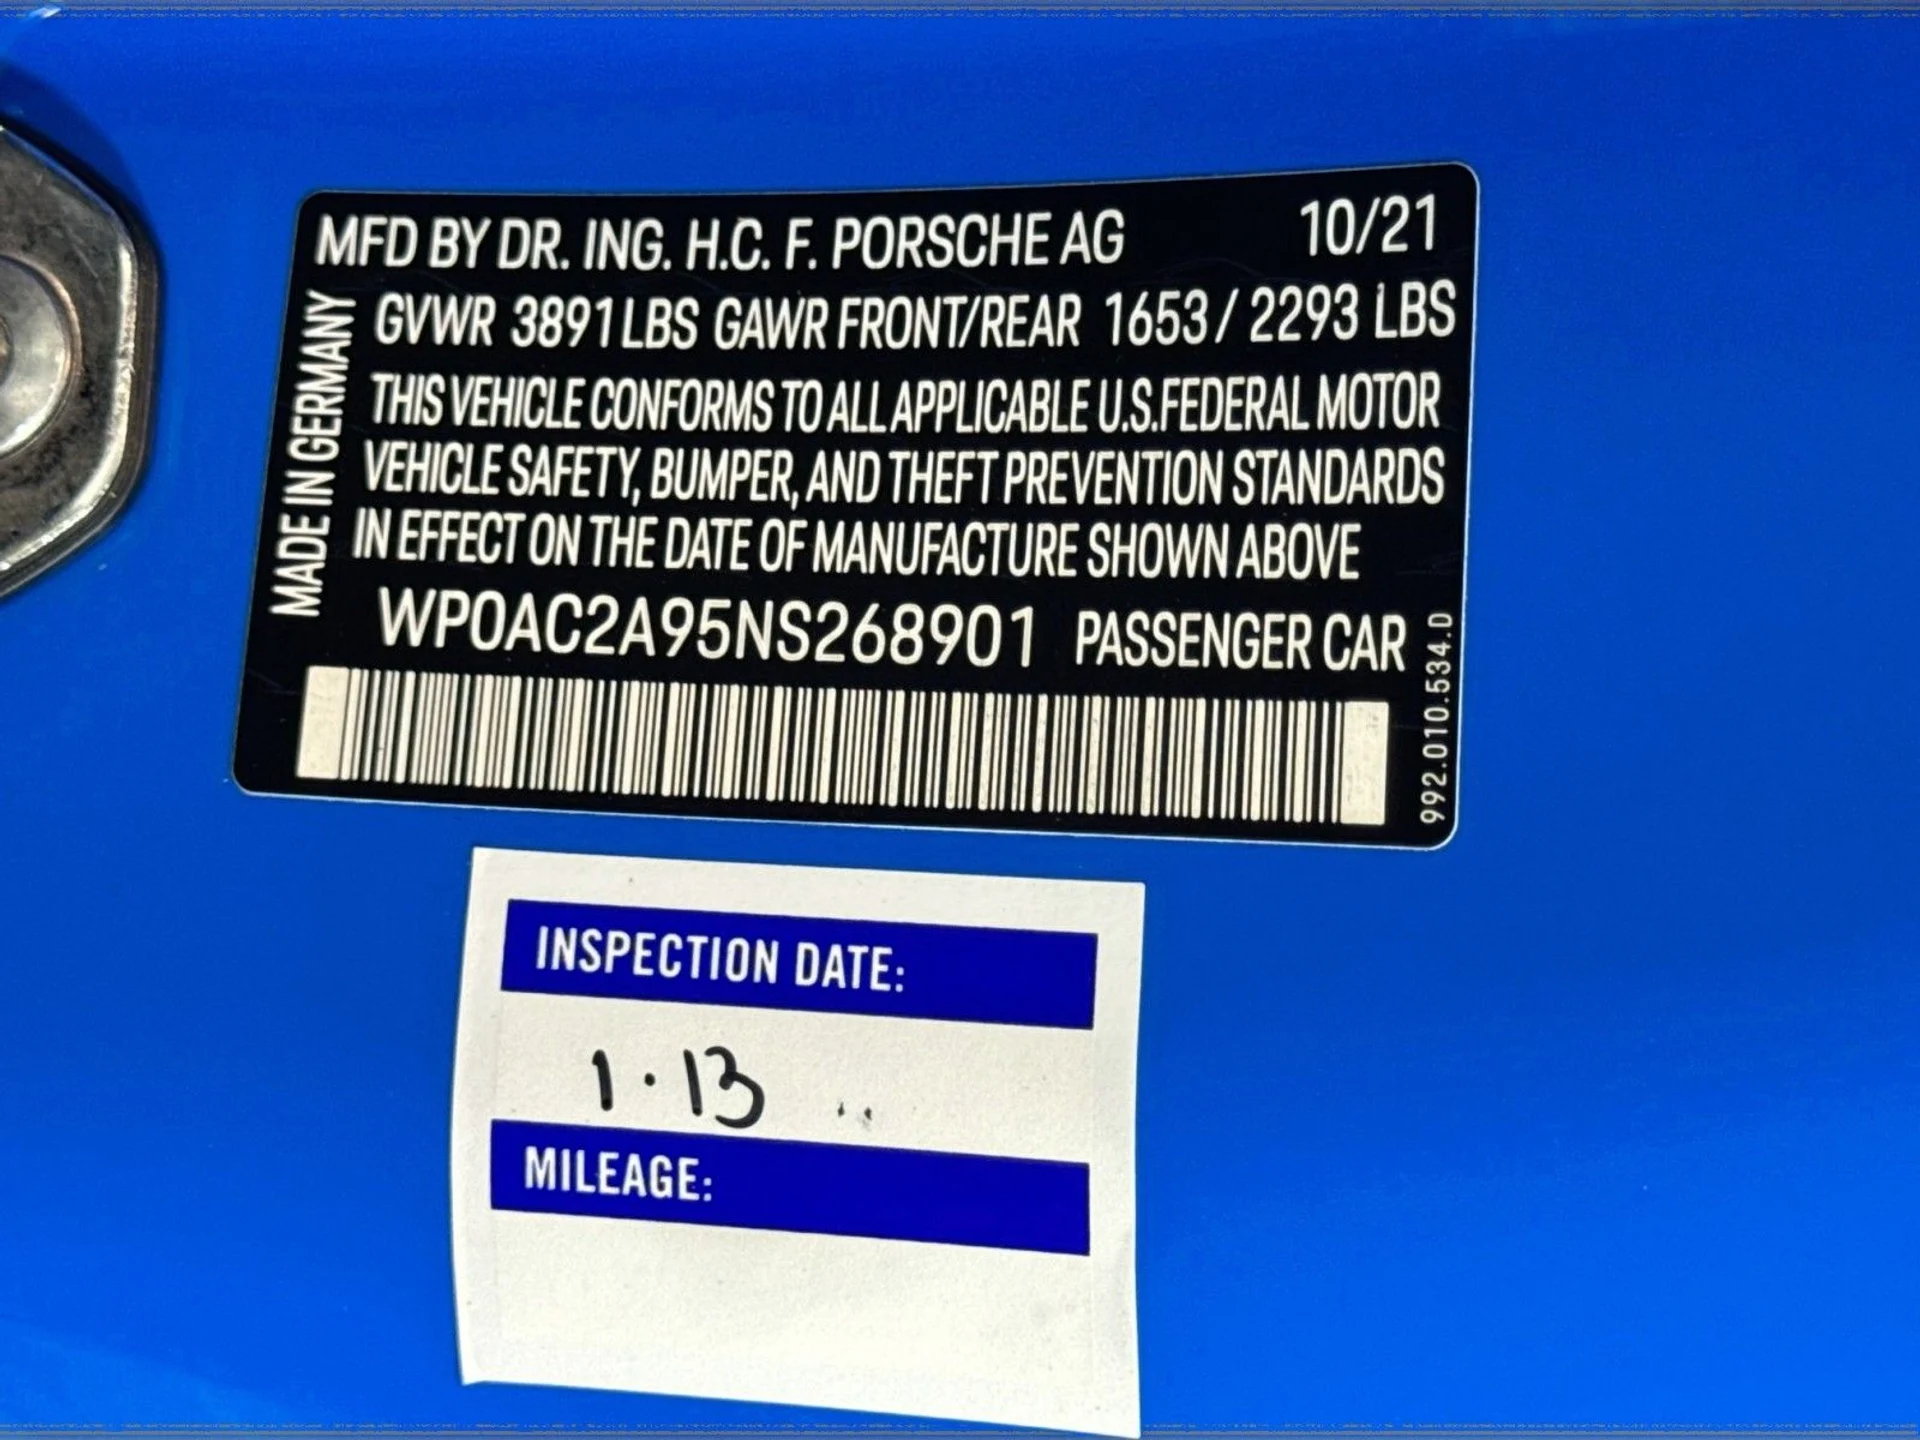 MFD BY DR. ING. H.C. F. PORSCHE AG 10/21
GVWR 3891 LBS GAWR FRONT/REAR 1653 / 2293 LBS
THIS VEHICLE CONFORMS TO ALL APPLICABLE U.S.FEDERAL MOTOR
VEHICLE SAFETY, BUMPER, AND THEFT PREVENTION STANDARDS
IN EFFECT ON THE DATE OF MANUFACTURE SHOWN ABOVE
WP0AC2A95NS268901 PASSENGER CAR
MADE IN GERMANY
992.010.534.D
INSPECTION DATE:
1 . 13
MILEAGE: